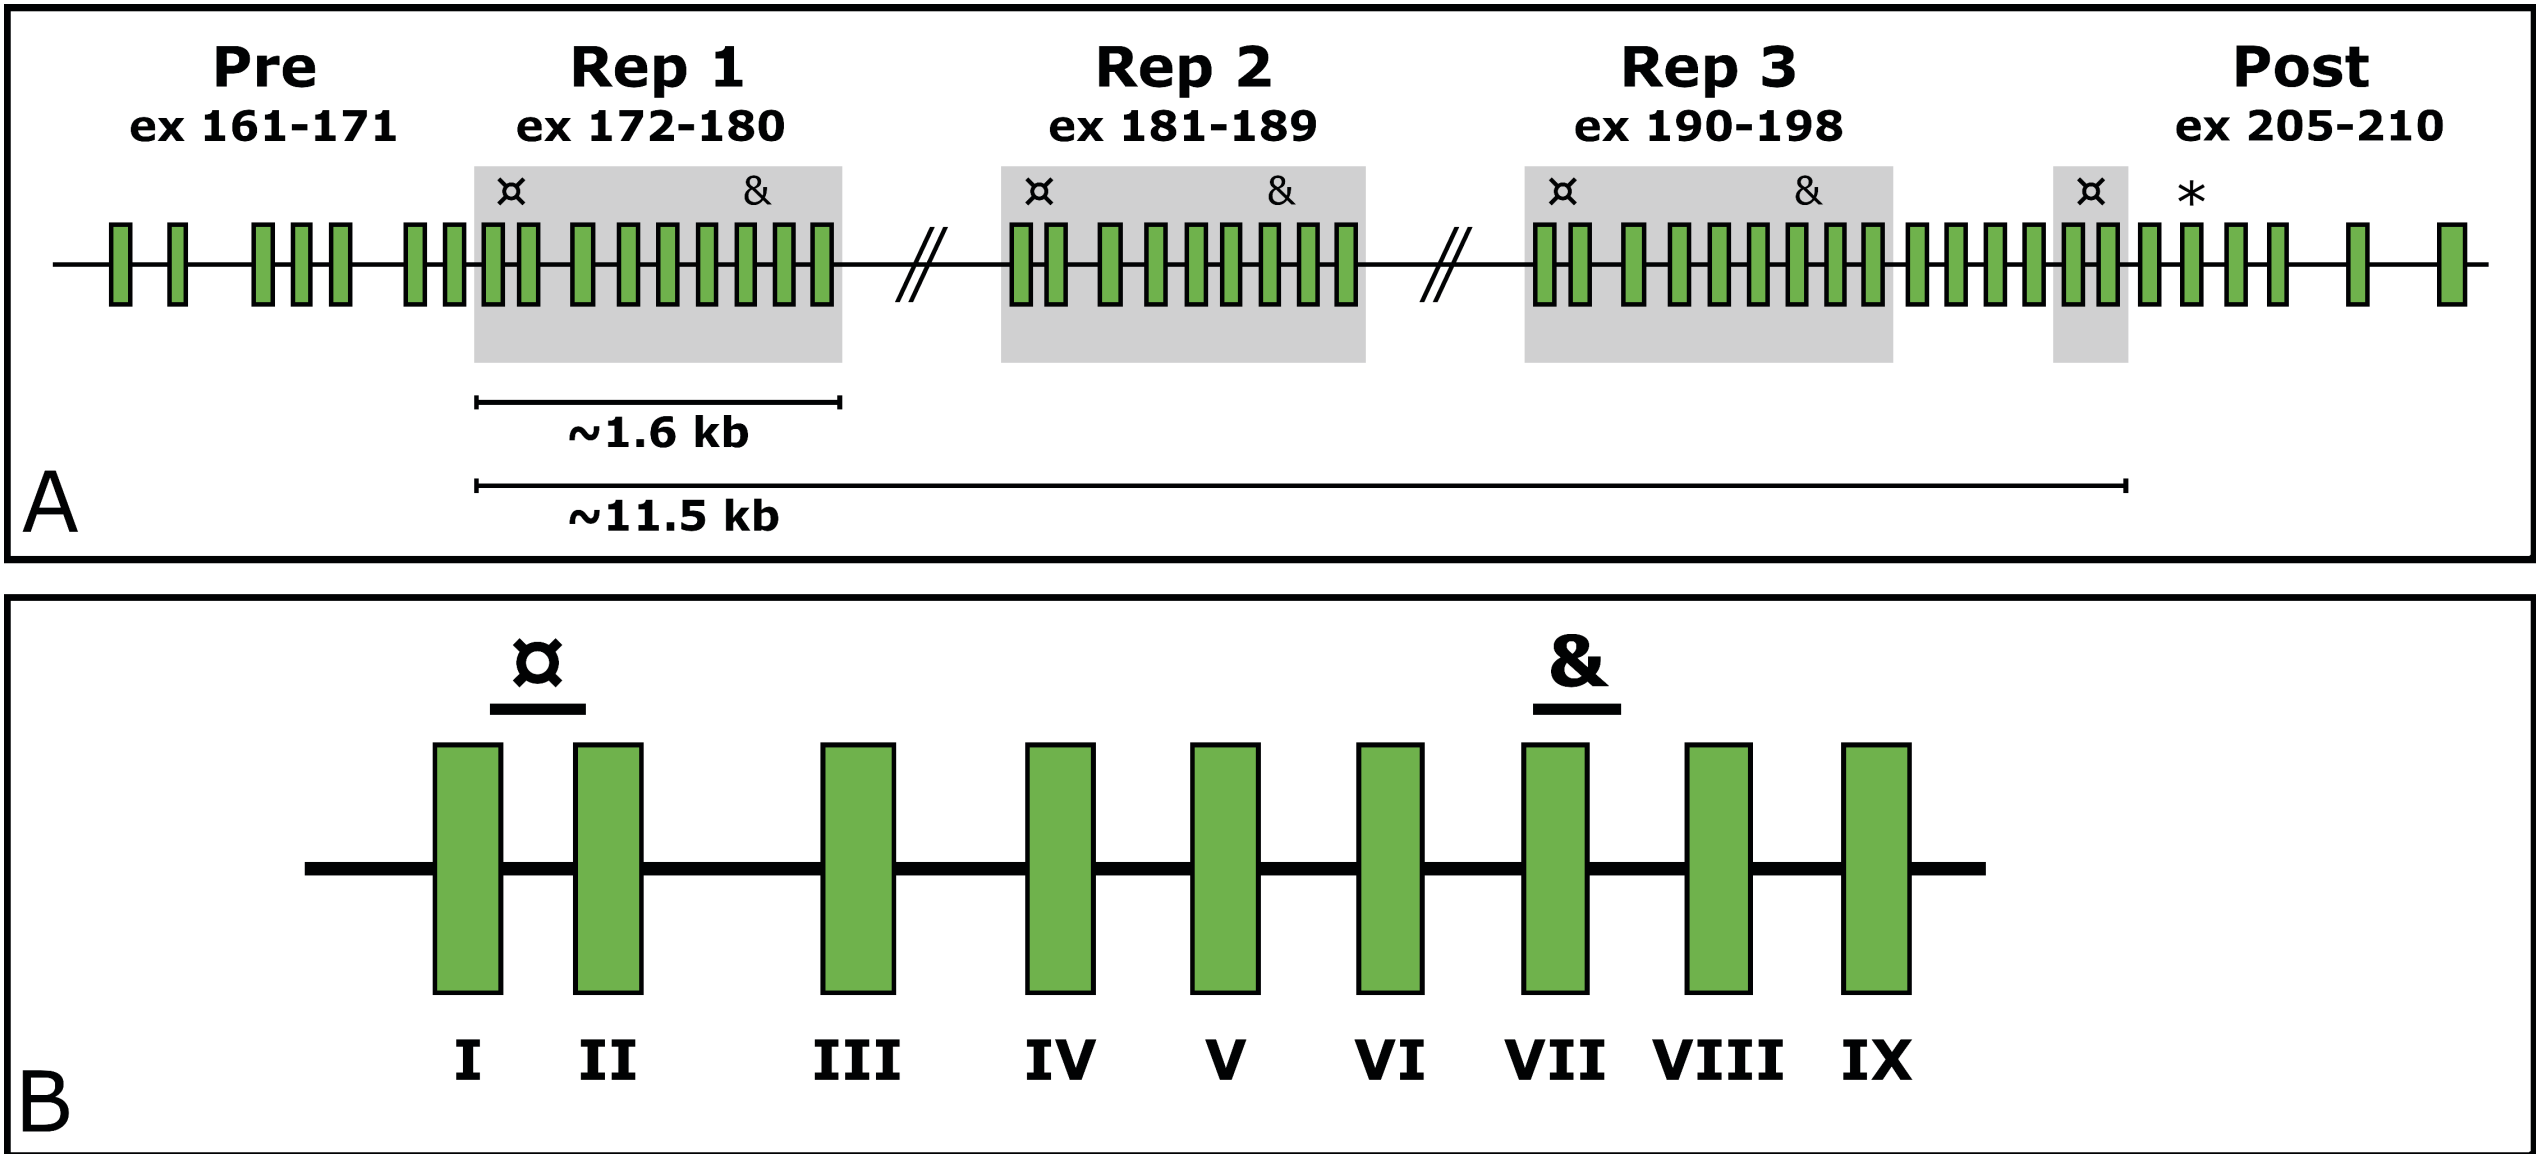 Pre Rep 1 Rep 2 Rep 3 Post
ex 161-171 ex 172-180 ex 181-189 ex 190-198 ex 205-210
¤ & ¤ & ¤ & ¤ *
~1.6 kb
~11.5 kb
A
¤ &
I II III IV V VI VII VIII IX
B